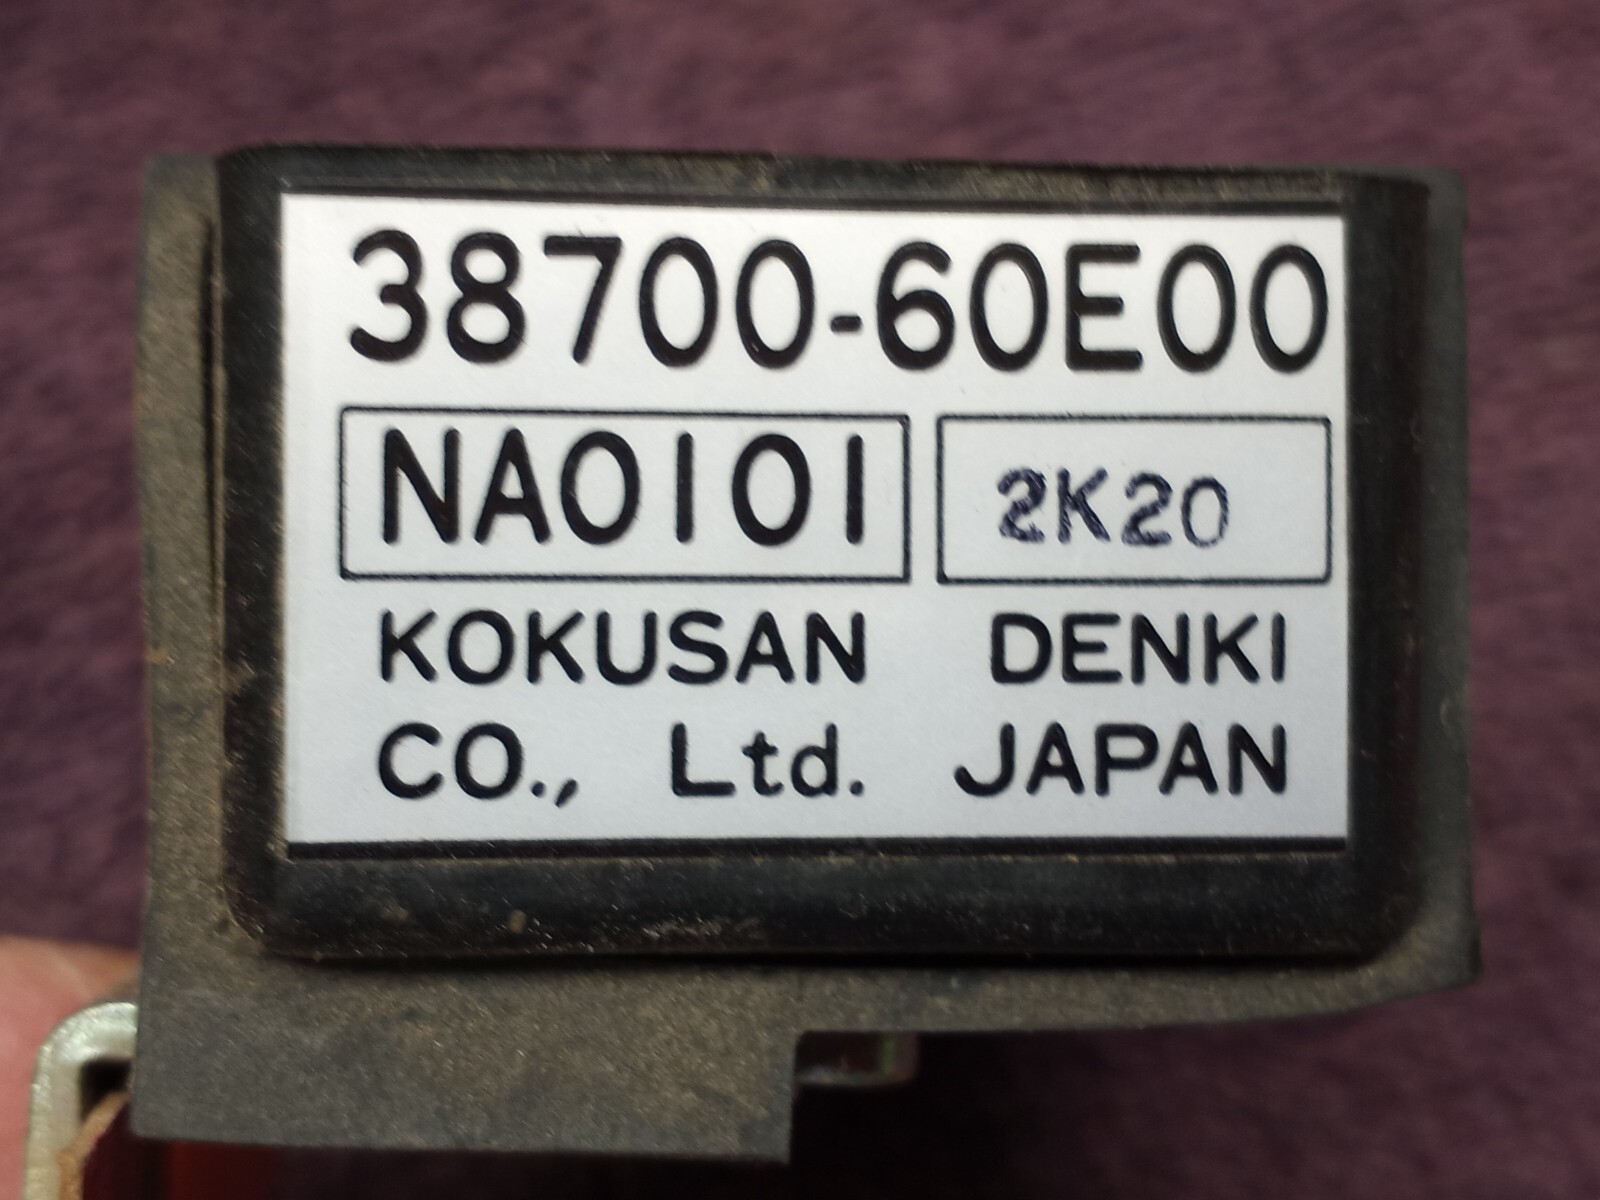 38700-60E00
NA0101 2K20
KOKUSAN DENKI
CO., Ltd. JAPAN